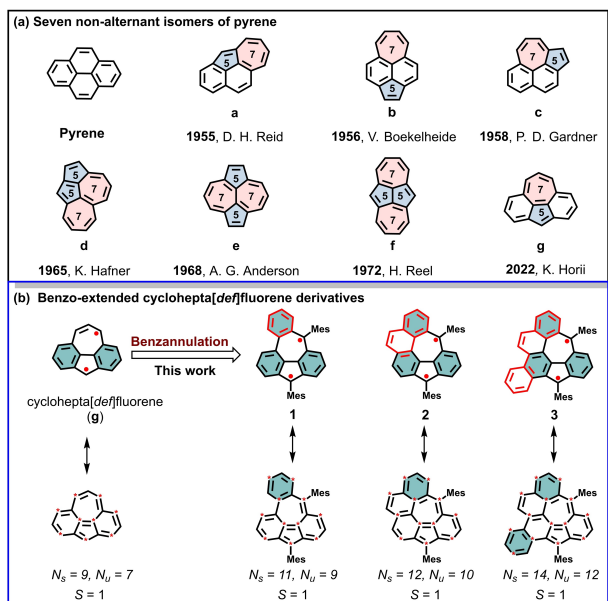 (a) Seven non-alternant isomers of pyrene
5 7
7 5
7 5
Pyrene a b c
1955, D. H. Reid 1956, V. Boekelheide 1958, P. D. Gardner
5 5 7 7
5 7 7 5
7 5 5 7
7 5
d e f g
1965, K. Hafner 1968, A. G. Anderson 1972, H. Reel 2022, K. Horii
(b) Benzo-extended cyclohepta[def]fluorene derivatives
Mes Mes Mes
Benzannulation
This work
Mes Mes Mes
cyclohepta[def]fluorene
(g) 1 2 3
Mes Mes Mes
Mes Mes Mes
Ns = 9, Nu = 7 Ns = 11, Nu = 9 Ns = 12, Nu = 10 Ns = 14, Nu = 12
S = 1 S = 1 S = 1 S = 1